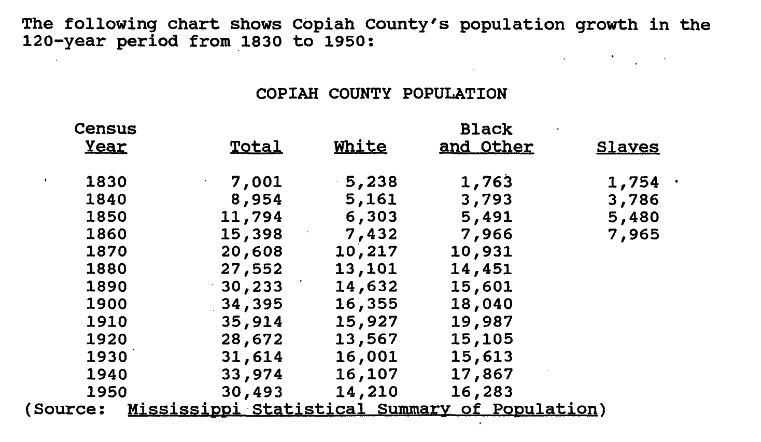 The following chart shows Copiah County's population growth in the
120-year period from 1830 to 1950:
COPIAH COUNTY POPULATION
Census Black
Year Total White and Other Slaves
1830 7,001 5,238 1,763 1,754
1840 8,954 5,161 3,793 3,786
1850 11,794 6,303 5,491 5,480
1860 15,398 7,432 7,966 7,965
1870 20,608 10,217 10,931
1880 27,552 13,101 14,451
1890 30,233 14,632 15,601
1900 34,395 16,355 18,040
1910 35,914 15,927 19,987
1920 28,672 13,567 15,105
1930 31,614 16,001 15,613
1940 33,974 16,107 17,867
1950 30,493 14,210 16,283
(Source: Mississippi Statistical Summary of Population)